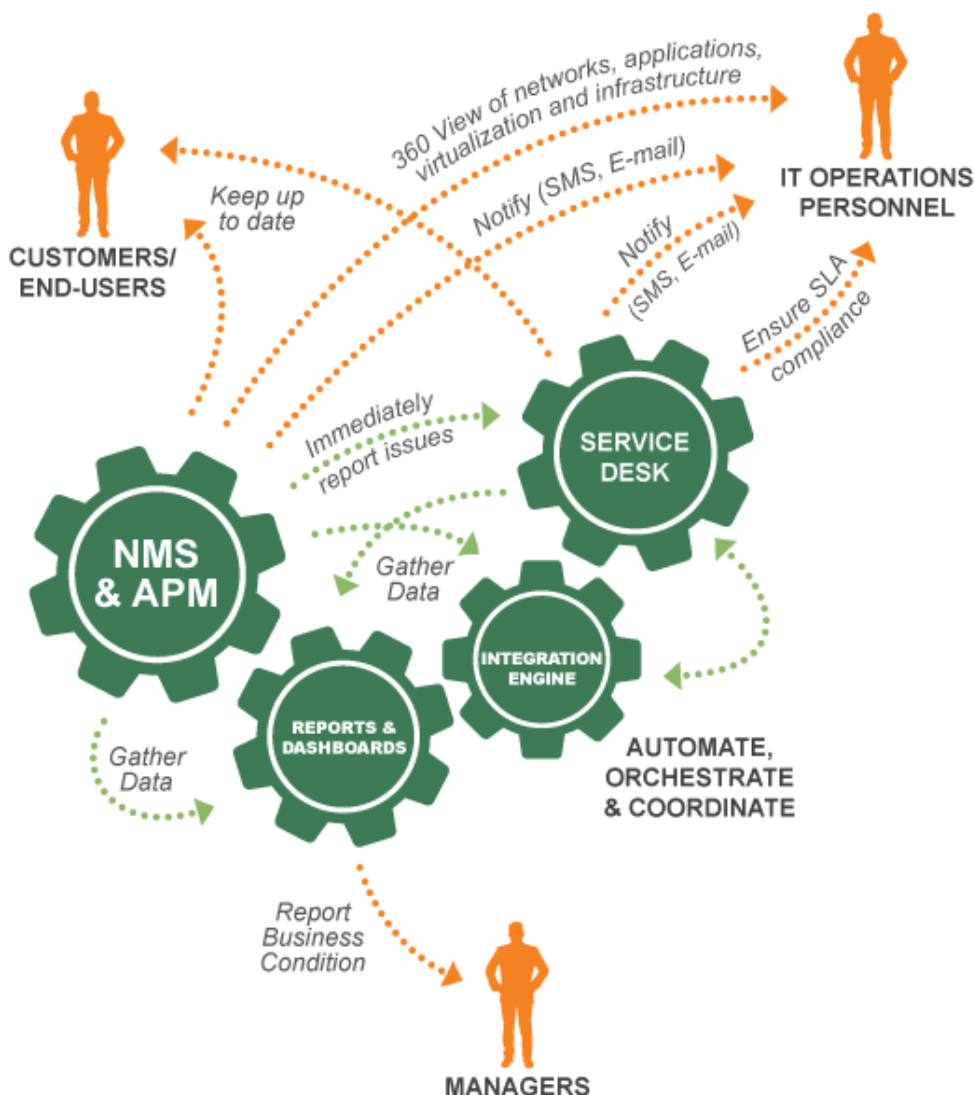 360 View of networks, applications,
virtualization and infrastructure
Keep up
to date
CUSTOMERS/
END-USERS
Notify (SMS, E-mail)
IT OPERATIONS
PERSONNEL
Notify
(SMS, E-mail)
Ensure SLA
compliance
Immediately
report issues
SERVICE
DESK
NMS
& APM
Gather
Data
INTEGRATION
ENGINE
REPORTS &
DASHBOARDS
Gather
Data
AUTOMATE,
ORCHESTRATE
& COORDINATE
Report
Business
Condition
MANAGERS